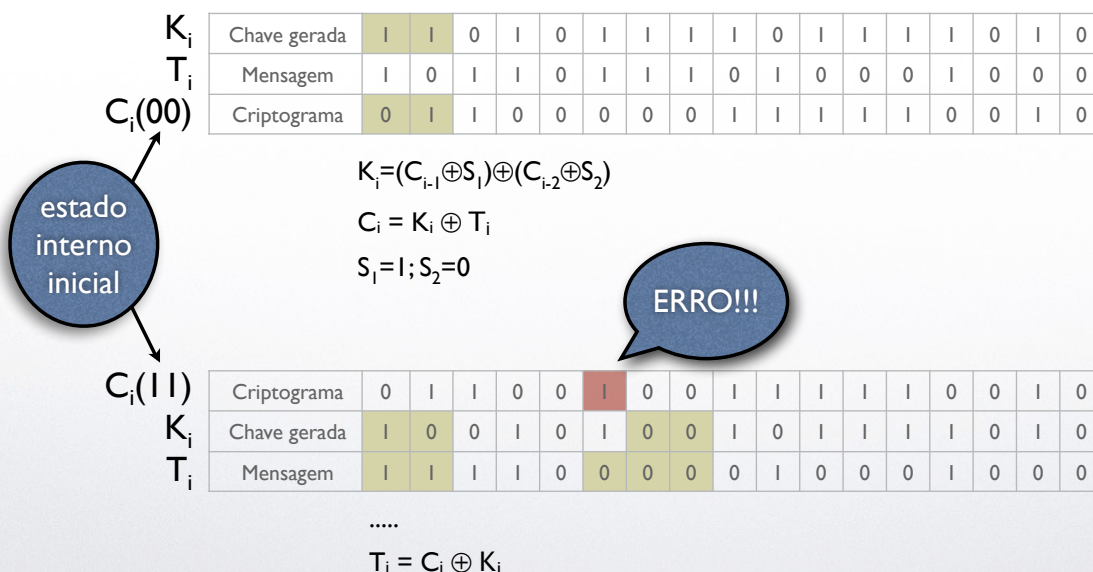 Kᵢ Chave gerada 1 1 0 1 0 1 1 1 1 0 1 1 1 1 0 1 0
Tᵢ Mensagem 1 0 1 1 0 1 1 1 0 1 0 0 0 1 0 0 0
Cᵢ(00) Criptograma 0 1 1 0 0 0 0 0 1 1 1 1 1 0 0 1 0
estado
interno
inicial
Kᵢ=(Cᵢ₋₁⊕S₁)⊕(Cᵢ₋₂⊕S₂)
Cᵢ = Kᵢ ⊕ Tᵢ
S₁=1; S₂=0
ERRO!!!
Cᵢ(11) Criptograma 0 1 1 0 0 1 0 0 1 1 1 1 1 0 0 1 0
Kᵢ Chave gerada 1 0 0 1 0 1 0 0 1 0 1 1 1 1 0 1 0
Tᵢ Mensagem 1 1 1 1 0 0 0 0 0 1 0 0 0 1 0 0 0
.....
Tᵢ = Cᵢ ⊕ Kᵢ